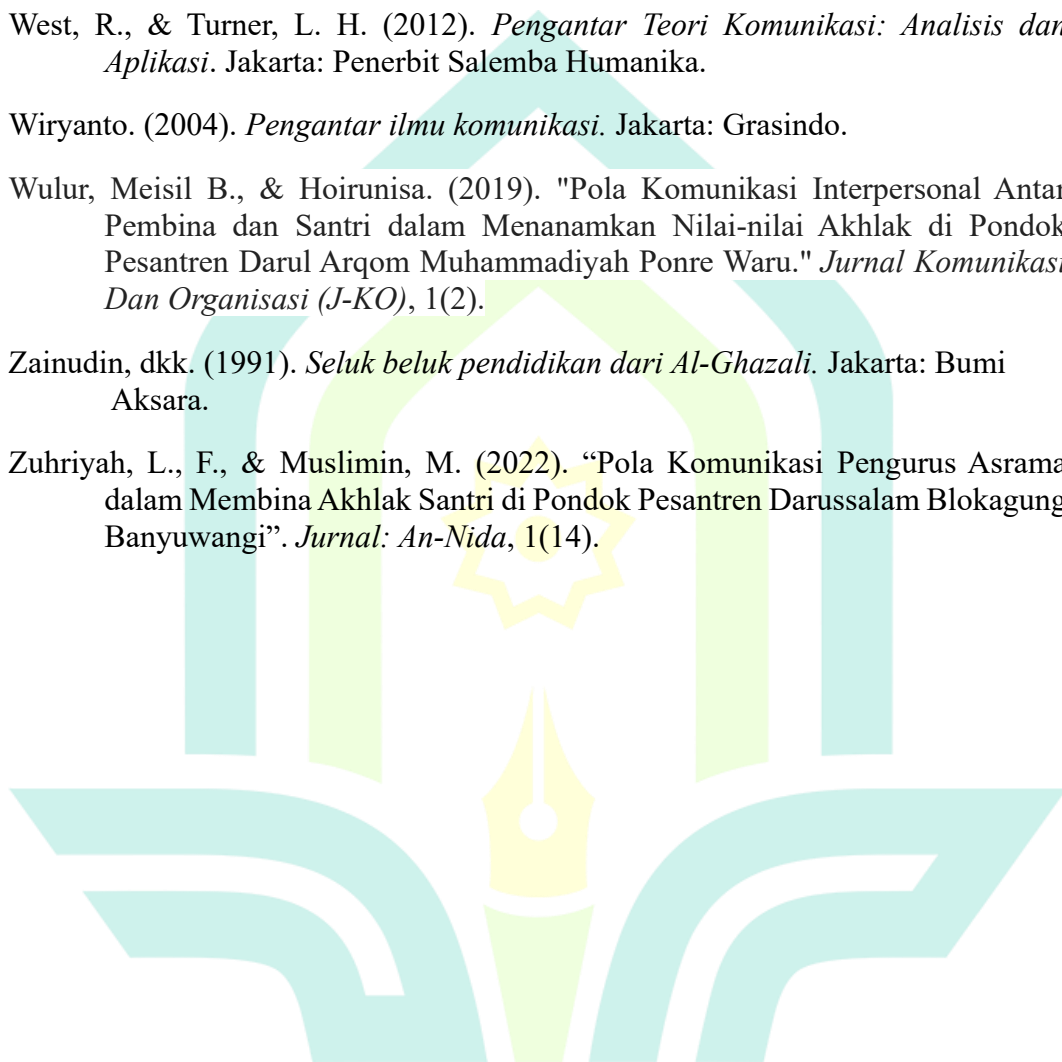 West, R., & Turner, L. H. (2012). Pengantar Teori Komunikasi: Analisis dan
Aplikasi. Jakarta: Penerbit Salemba Humanika.
Wiryanto. (2004). Pengantar ilmu komunikasi. Jakarta: Grasindo.
Wulur, Meisil B., & Hoirunisa. (2019). "Pola Komunikasi Interpersonal Antar
Pembina dan Santri dalam Menanamkan Nilai-nilai Akhlak di Pondok
Pesantren Darul Arqom Muhammadiyah Ponre Waru." Jurnal Komunikasi
Dan Organisasi (J-KO), 1(2).
Zainudin, dkk. (1991). Seluk beluk pendidikan dari Al-Ghazali. Jakarta: Bumi
Aksara.
Zuhriyah, L., F., & Muslimin, M. (2022). “Pola Komunikasi Pengurus Asrama
dalam Membina Akhlak Santri di Pondok Pesantren Darussalam Blokagung
Banyuwangi”. Jurnal: An-Nida, 1(14).